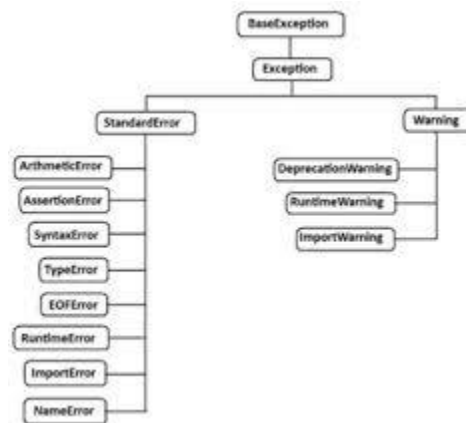 BaseException
Exception
StandardError
Warning
ArthmeticError
AssertionError
SyntaxError
TypeError
EOFError
RuntimeError
ImportError
NameError
DeprecationWarning
RuntimeWarning
ImportWarning